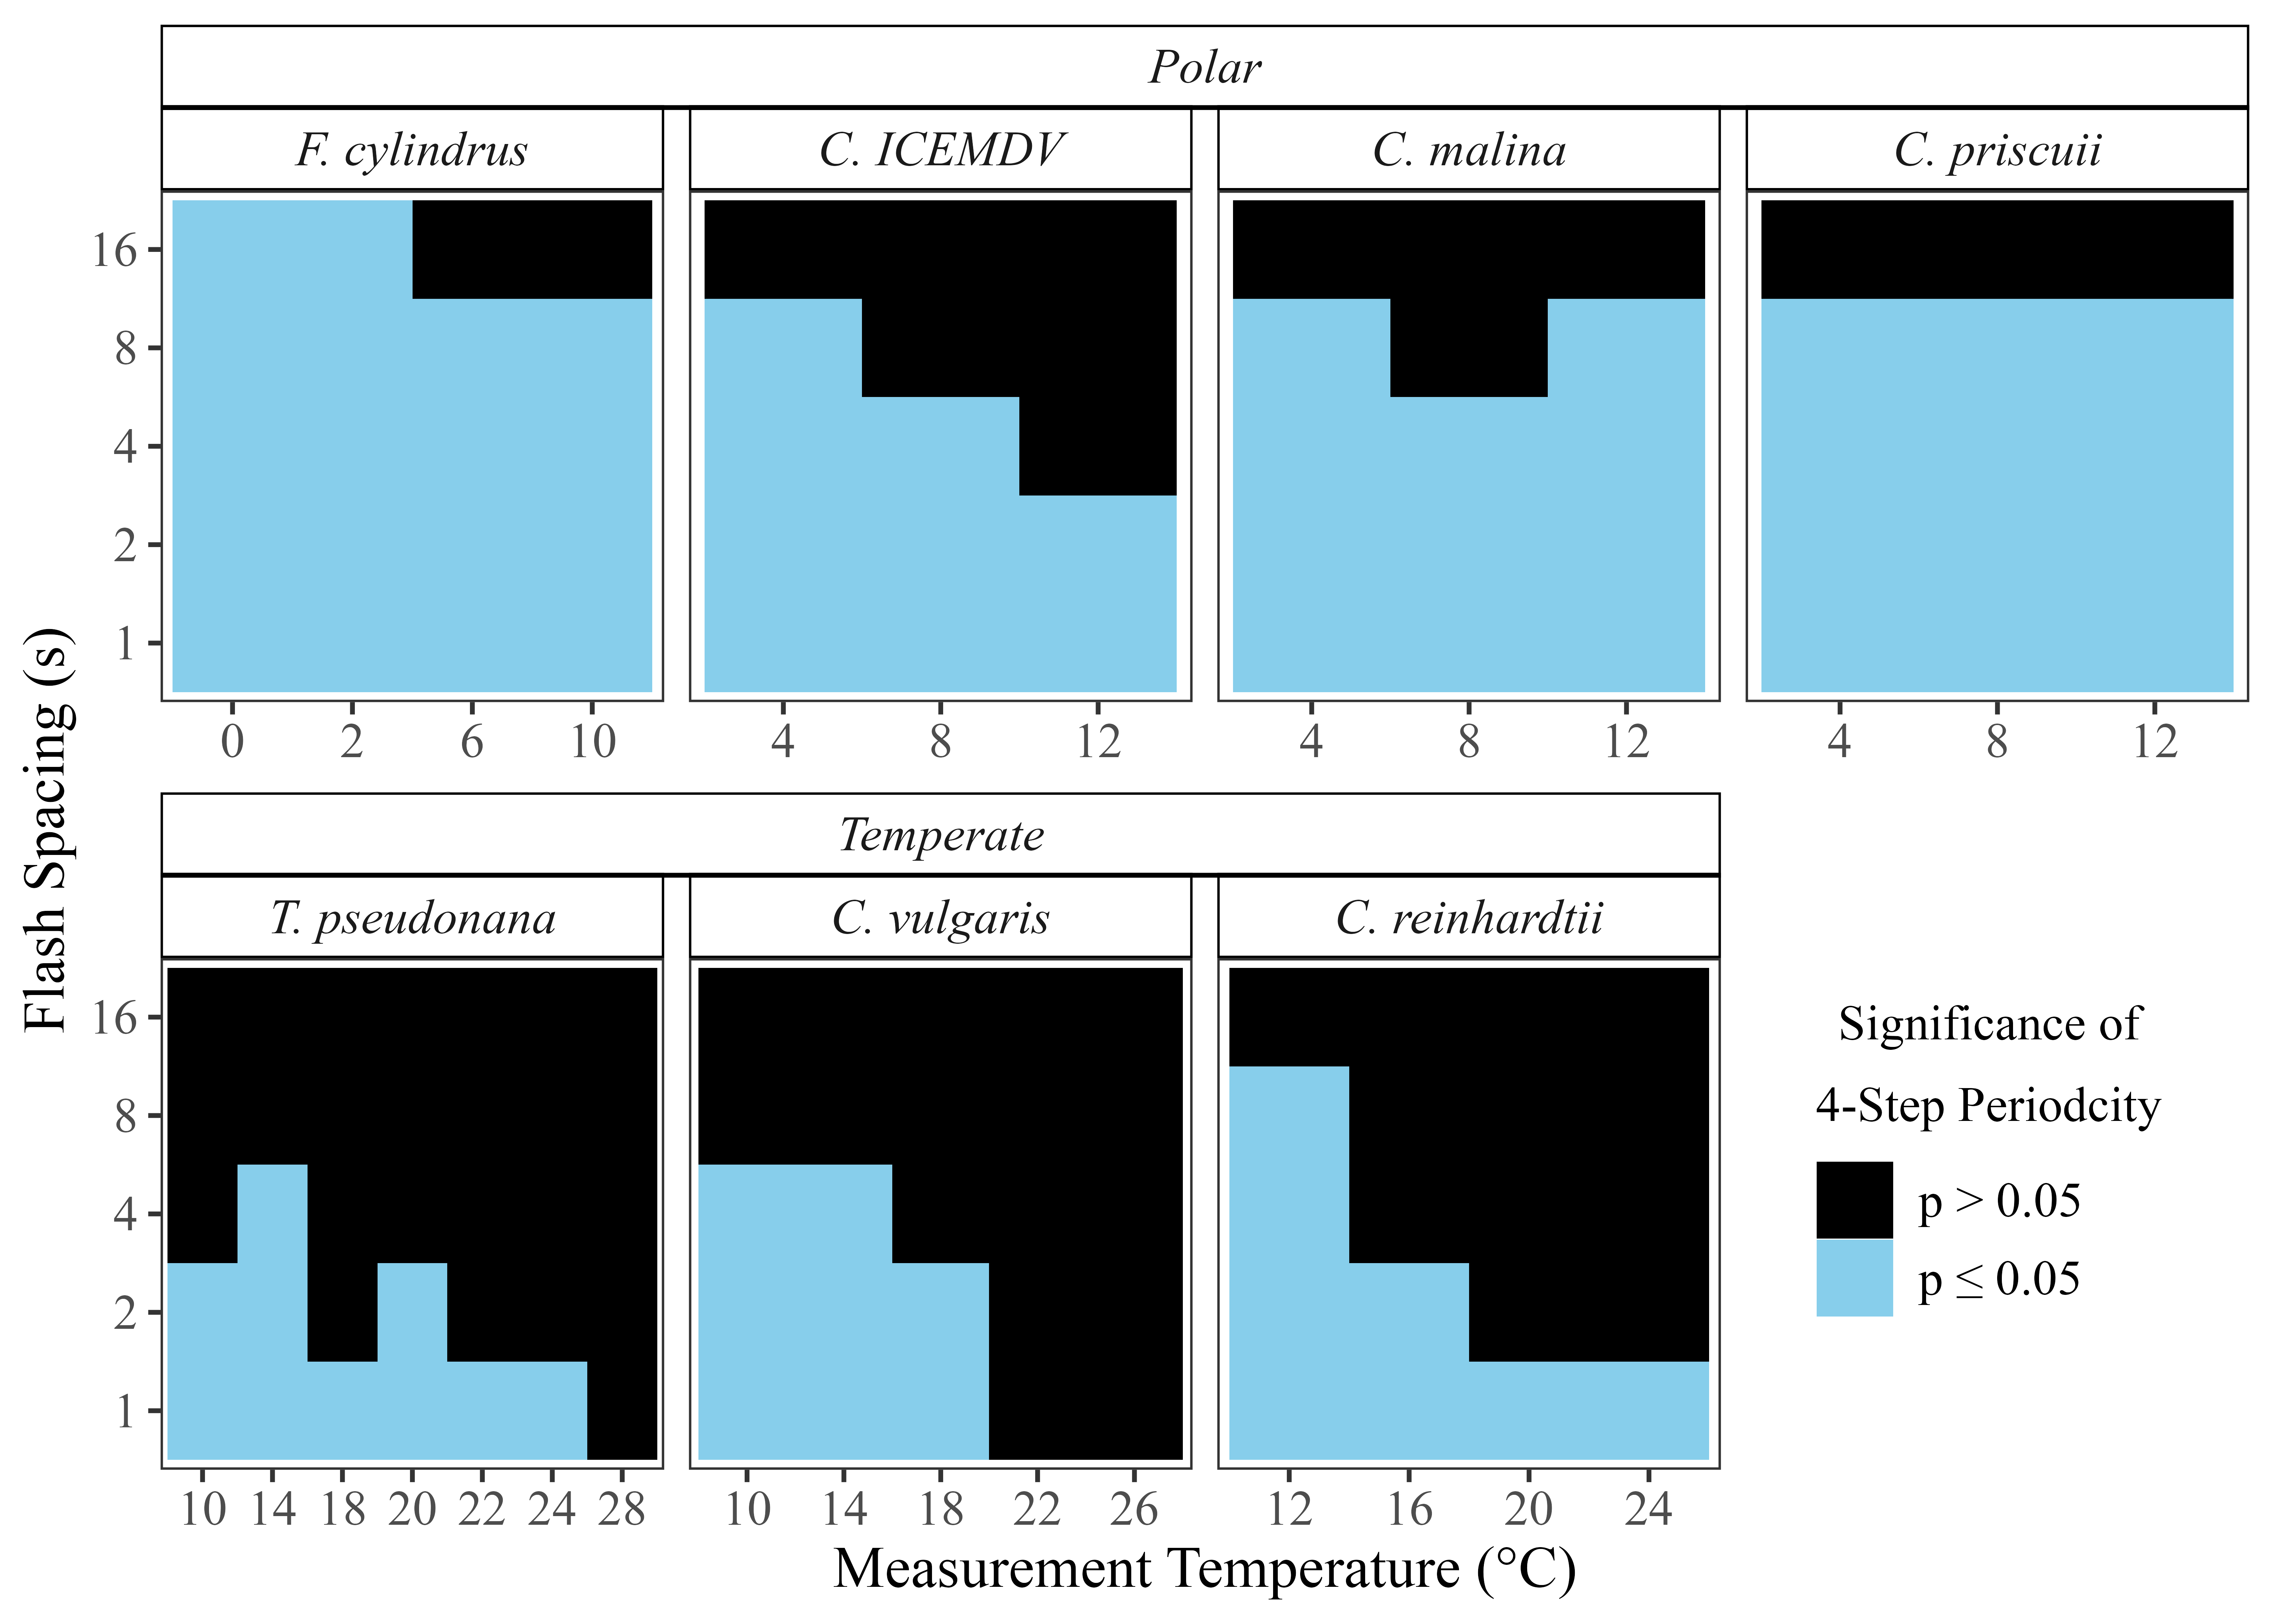 Polar
F. cylindrus C. ICEMDV C. malina C. priscuii
16
8
4
2
1
0 2 6 10 4 8 12 4 8 12 4 8 12
Flash Spacing (s)
Temperate
T. pseudonana C. vulgaris C. reinhardtii
16
8
4
2
1
10 14 18 20 22 24 28 10 14 18 22 26 12 16 20 24
Measurement Temperature (°C)
Significance of
4-Step Periodcity
p > 0.05
p ≤ 0.05